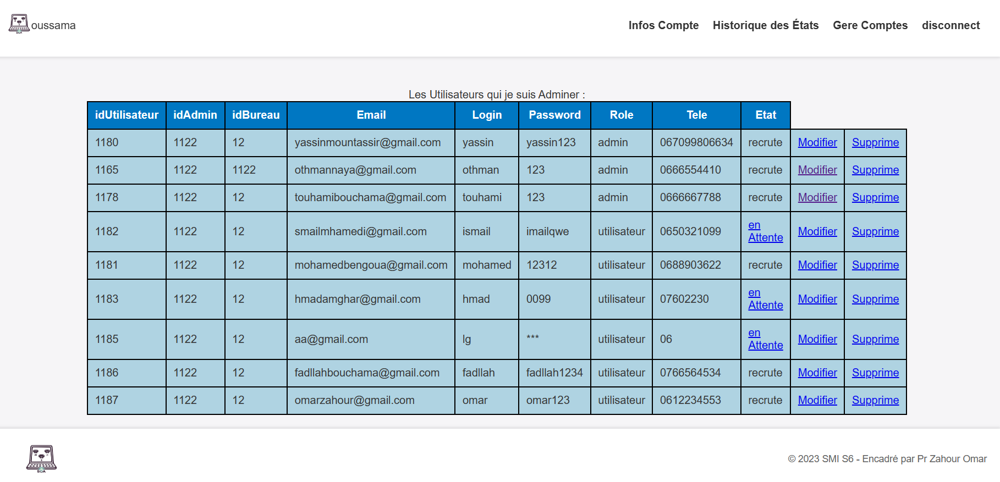 oussama
Infos Compte Historique des États Gere Comptes disconnect
Les Utilisateurs qui je suis Adminer :
idUtilisateur idAdmin idBureau Email Login Password Role Tele Etat
1180 1122 12 yassinmountassir@gmail.com yassin yassin123 admin 067099806634 recrute Modifier Supprime
1165 1122 1122 othmannaya@gmail.com othman 123 admin 0666554410 recrute Modifier Supprime
1178 1122 12 touhamibouchama@gmail.com touhami 123 admin 0666667788 recrute Modifier Supprime
1182 1122 12 smailmhamedi@gmail.com ismail imailqwe utilisateur 0650321099 en Attente Modifier Supprime
1181 1122 12 mohamedbengoua@gmail.com mohamed 12312 utilisateur 0688903622 recrute Modifier Supprime
1183 1122 12 hmadamghar@gmail.com hmad 0099 utilisateur 07602230 en Attente Modifier Supprime
1185 1122 12 aa@gmail.com lg *** utilisateur 06 en Attente Modifier Supprime
1186 1122 12 fadllahbouchama@gmail.com fadllah fadllah1234 utilisateur 0766564534 recrute Modifier Supprime
1187 1122 12 omarzahour@gmail.com omar omar123 utilisateur 0612234553 recrute Modifier Supprime
SOA
© 2023 SMI S6 - Encadré par Pr Zahour Omar